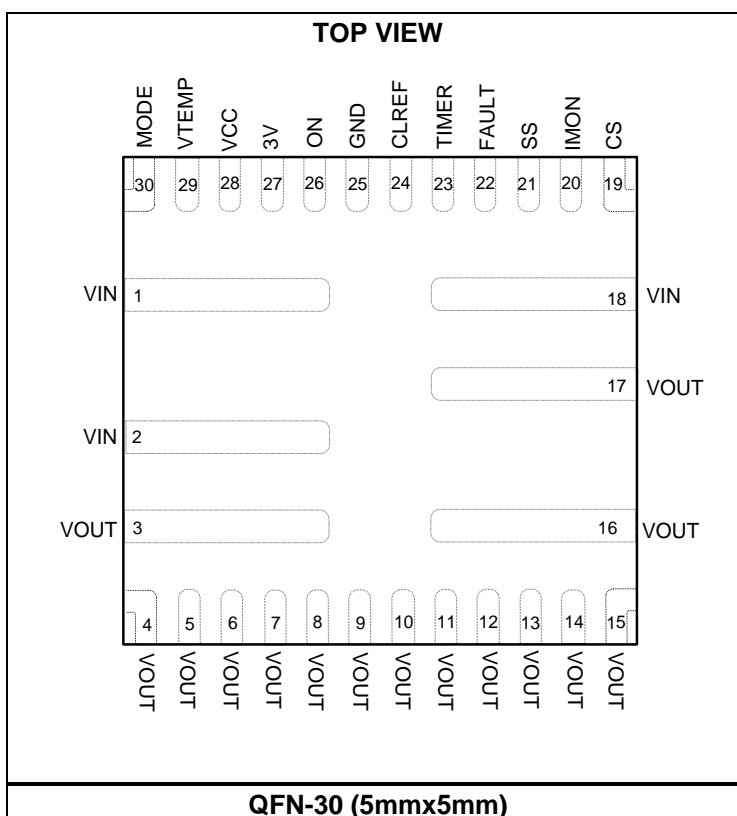 TOP VIEW
MODE VTEMP VCC 3V ON GND CLREF TIMER FAULT SS IMON CS
30 29 28 27 26 25 24 23 22 21 20 19
VIN 1 18 VIN
17 VOUT
VIN 2
VOUT 3 16 VOUT
4 5 6 7 8 9 10 11 12 13 14 15
VOUT VOUT VOUT VOUT VOUT VOUT VOUT VOUT VOUT VOUT VOUT VOUT
QFN-30 (5mmx5mm)